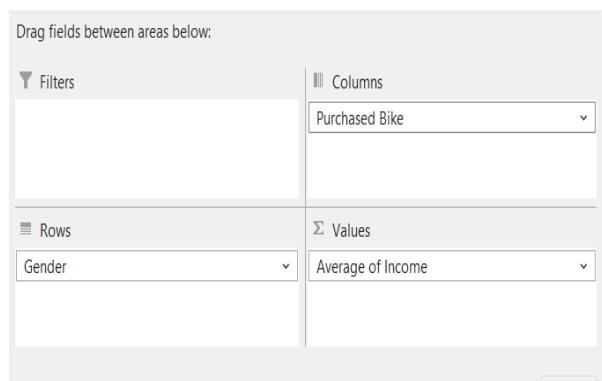 Drag fields between areas below:
Filters
Columns
Purchased Bike
Rows
Σ Values
Gender
Average of Income